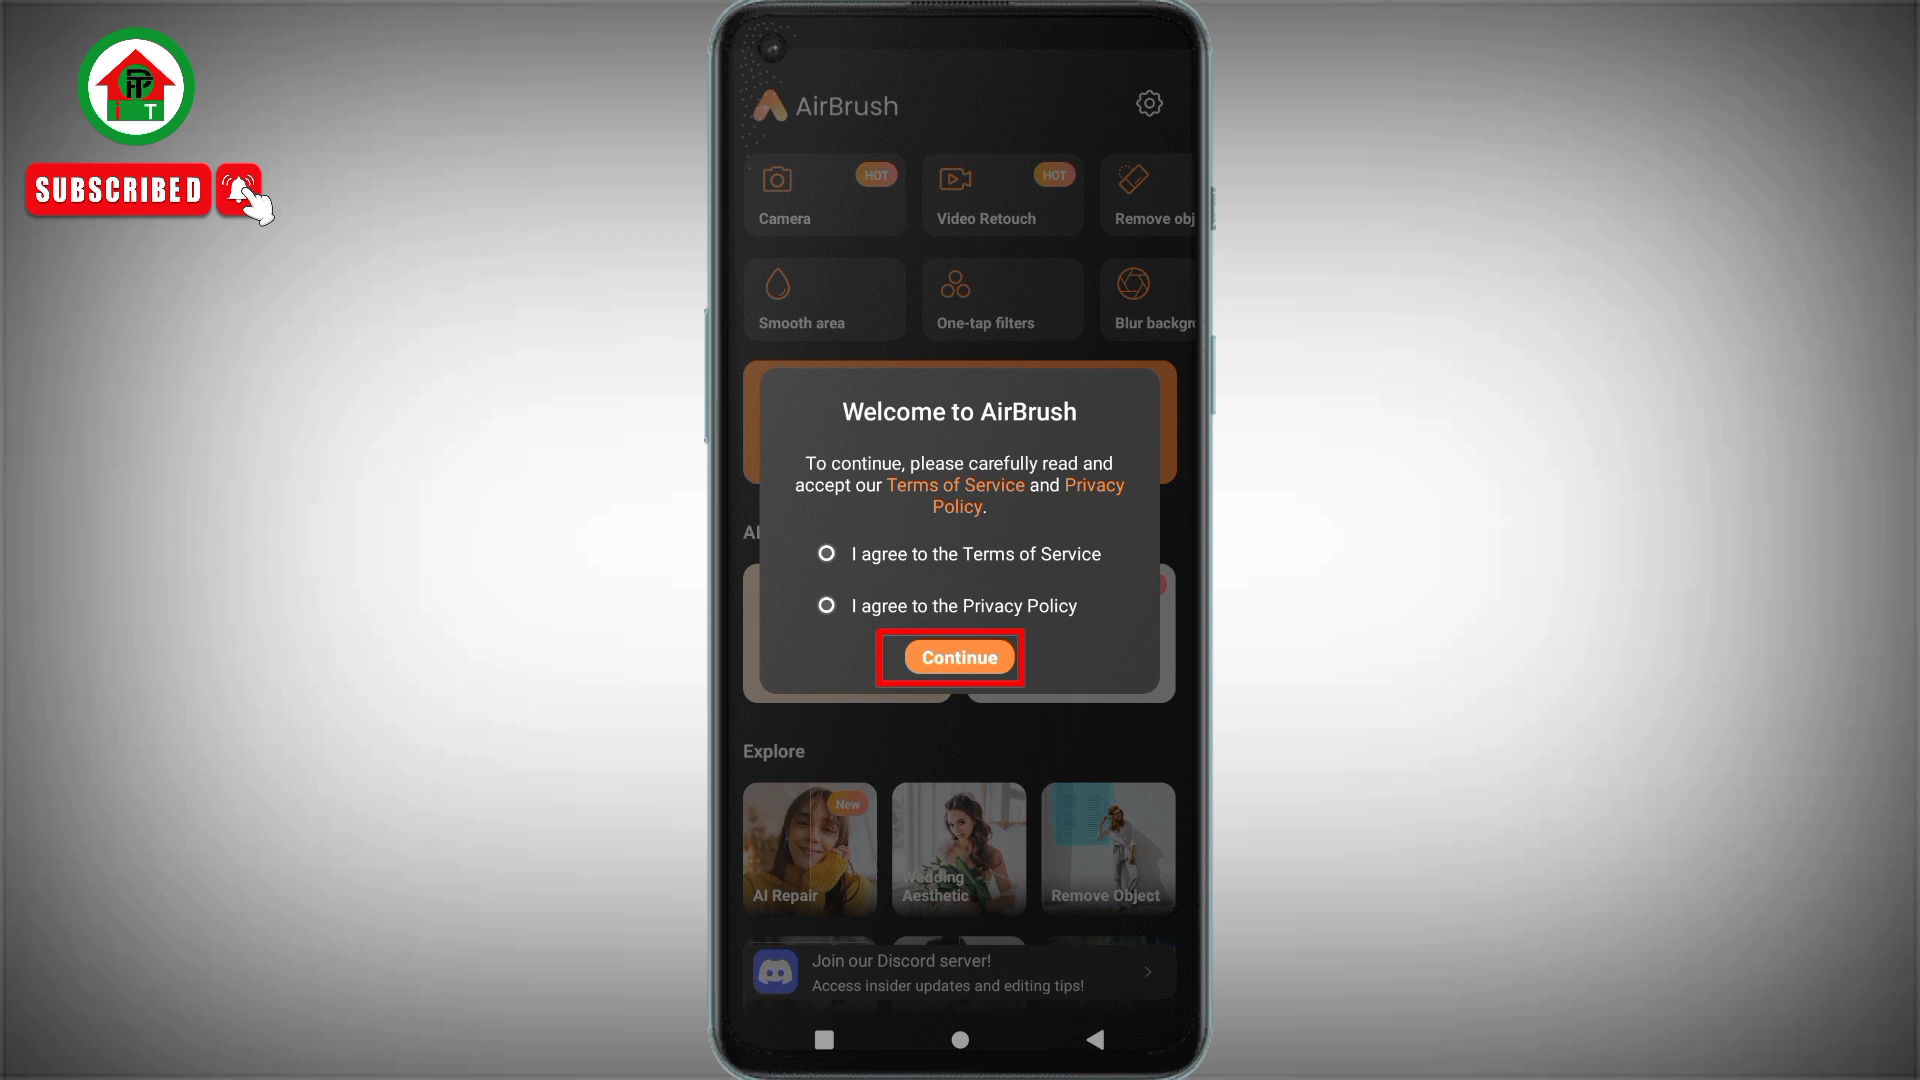 SUBSCRIBED
AirBrush
HOT
HOT
Camera
Video Retouch
Remove obj
Smooth area
One-tap filters
Blur backgr
Welcome to AirBrush
To continue, please carefully read and
accept our Terms of Service and Privacy
Policy.
AI
I agree to the Terms of Service
I agree to the Privacy Policy
Continue
Explore
New
AI Repair
Wedding
Aesthetic
Remove Object
Join our Discord server!
Access insider updates and editing tips!